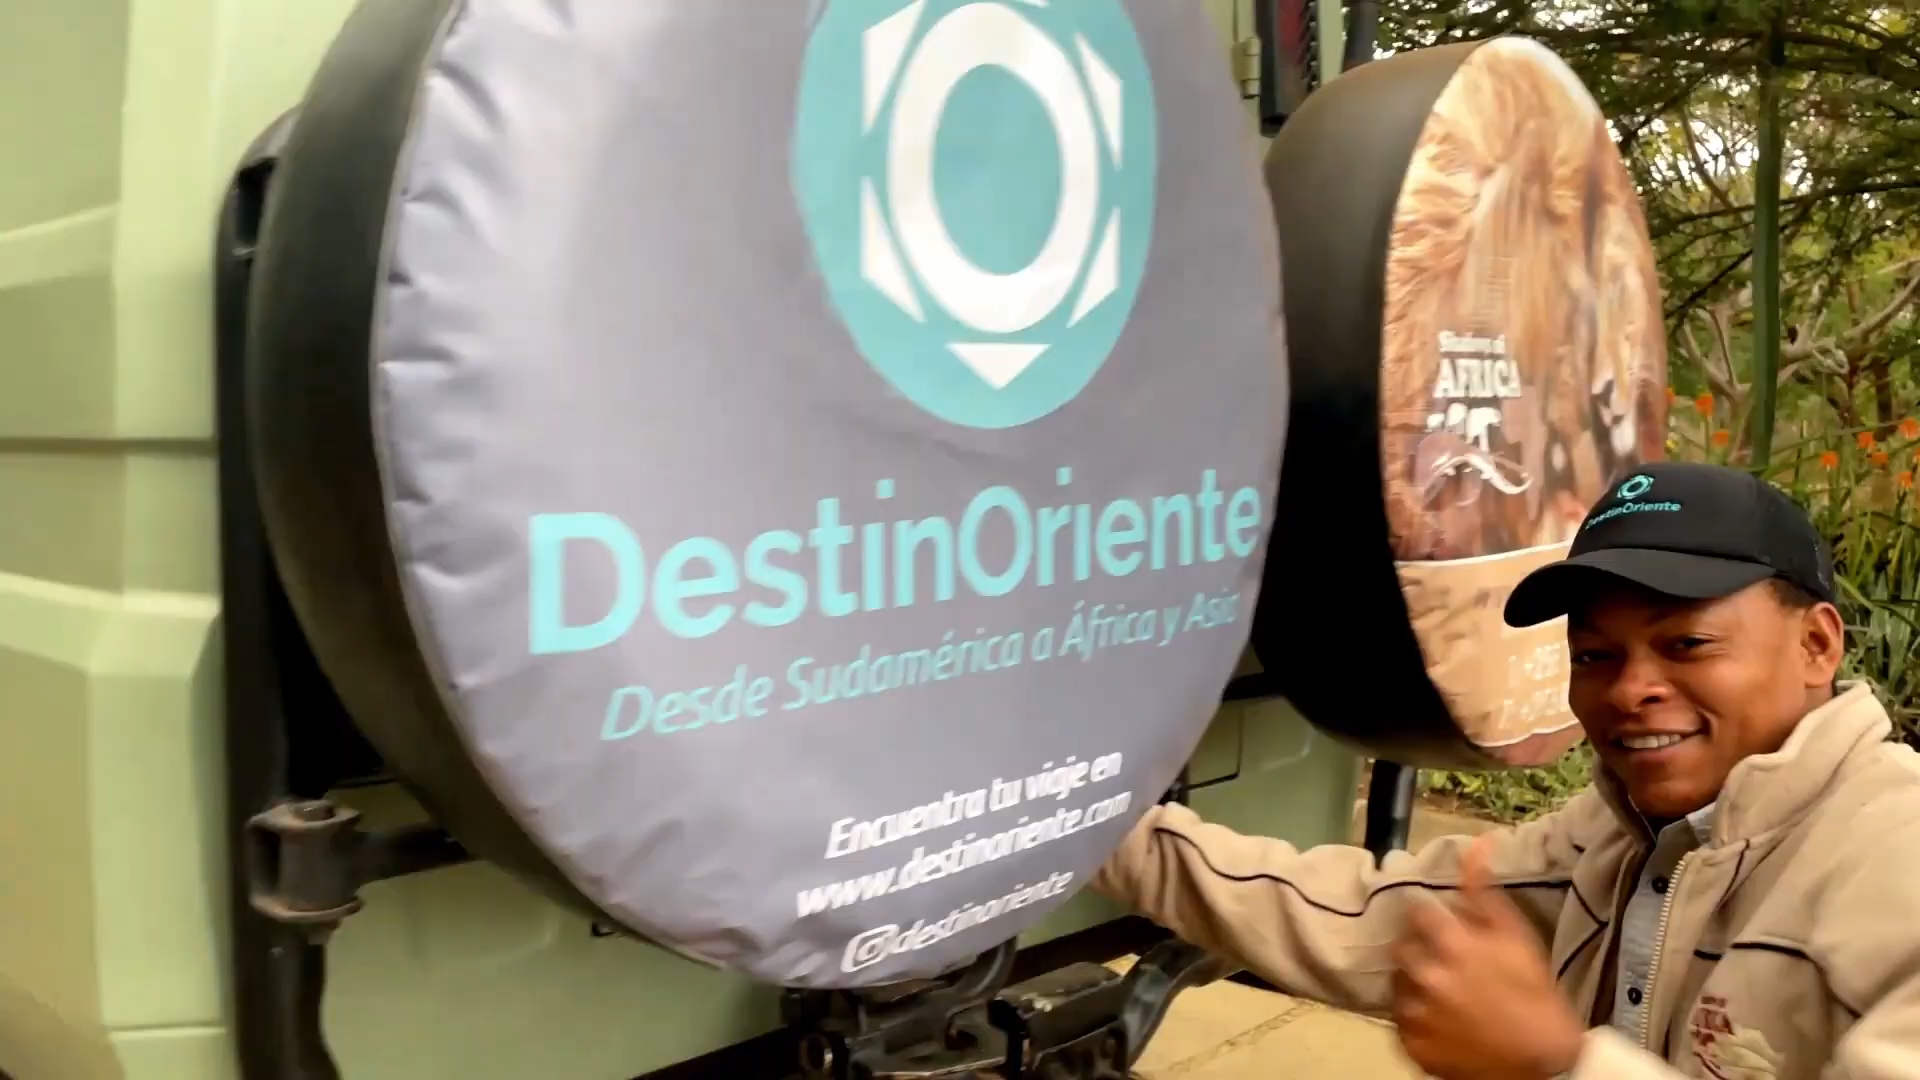 DestinOriente
Desde Sudamérica a África y Asia
Encuentra tu viaje en
www.destinoriente.com
@destinoriente
AFRICA
DestinOriente